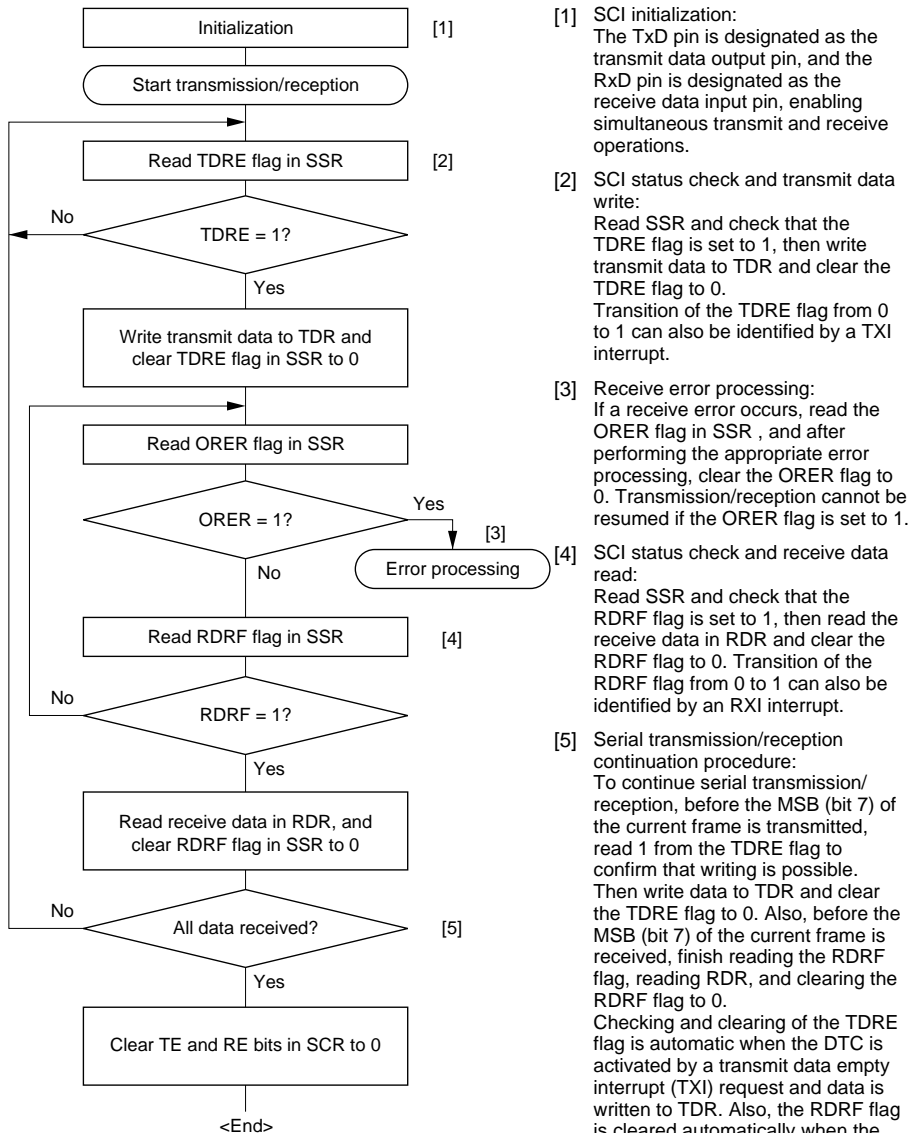 Initialization
[1]
Start transmission/reception
Read TDRE flag in SSR
[2]
No
TDRE = 1?
Yes
Write transmit data to TDR and
clear TDRE flag in SSR to 0
Read ORER flag in SSR
Yes
ORER = 1?
[3]
No
Error processing
Read RDRF flag in SSR
[4]
No
RDRF = 1?
Yes
Read receive data in RDR, and
clear RDRF flag in SSR to 0
No
All data received?
[5]
Yes
Clear TE and RE bits in SCR to 0
<End>
[1] SCI initialization:
The TxD pin is designated as the
transmit data output pin, and the
RxD pin is designated as the
receive data input pin, enabling
simultaneous transmit and receive
operations.
[2] SCI status check and transmit data
write:
Read SSR and check that the
TDRE flag is set to 1, then write
transmit data to TDR and clear the
TDRE flag to 0.
Transition of the TDRE flag from 0
to 1 can also be identified by a TXI
interrupt.
[3] Receive error processing:
If a receive error occurs, read the
ORER flag in SSR , and after
performing the appropriate error
processing, clear the ORER flag to
0. Transmission/reception cannot be
resumed if the ORER flag is set to 1.
[4] SCI status check and receive data
read:
Read SSR and check that the
RDRF flag is set to 1, then read the
receive data in RDR and clear the
RDRF flag to 0. Transition of the
RDRF flag from 0 to 1 can also be
identified by an RXI interrupt.
[5] Serial transmission/reception
continuation procedure:
To continue serial transmission/
reception, before the MSB (bit 7) of
the current frame is transmitted,
read 1 from the TDRE flag to
confirm that writing is possible.
Then write data to TDR and clear
the TDRE flag to 0. Also, before the
MSB (bit 7) of the current frame is
received, finish reading the RDRF
flag, reading RDR, and clearing the
RDRF flag to 0.
Checking and clearing of the TDRE
flag is automatic when the DTC is
activated by a transmit data empty
interrupt (TXI) request and data is
written to TDR. Also, the RDRF flag
is cleared automatically when the